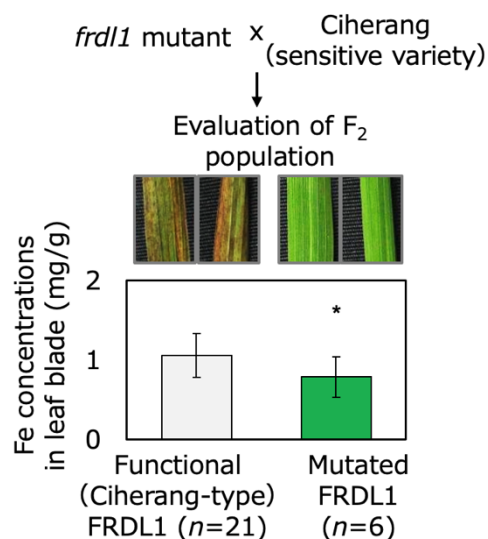 frdl1 mutant x Ciherang
(sensitive variety)
Evaluation of F2
population
Fe concentrations
in leaf blade (mg/g)
2
1
0
*
Functional
(Ciherang-type)
FRDL1 (n=21)
Mutated
FRDL1
(n=6)